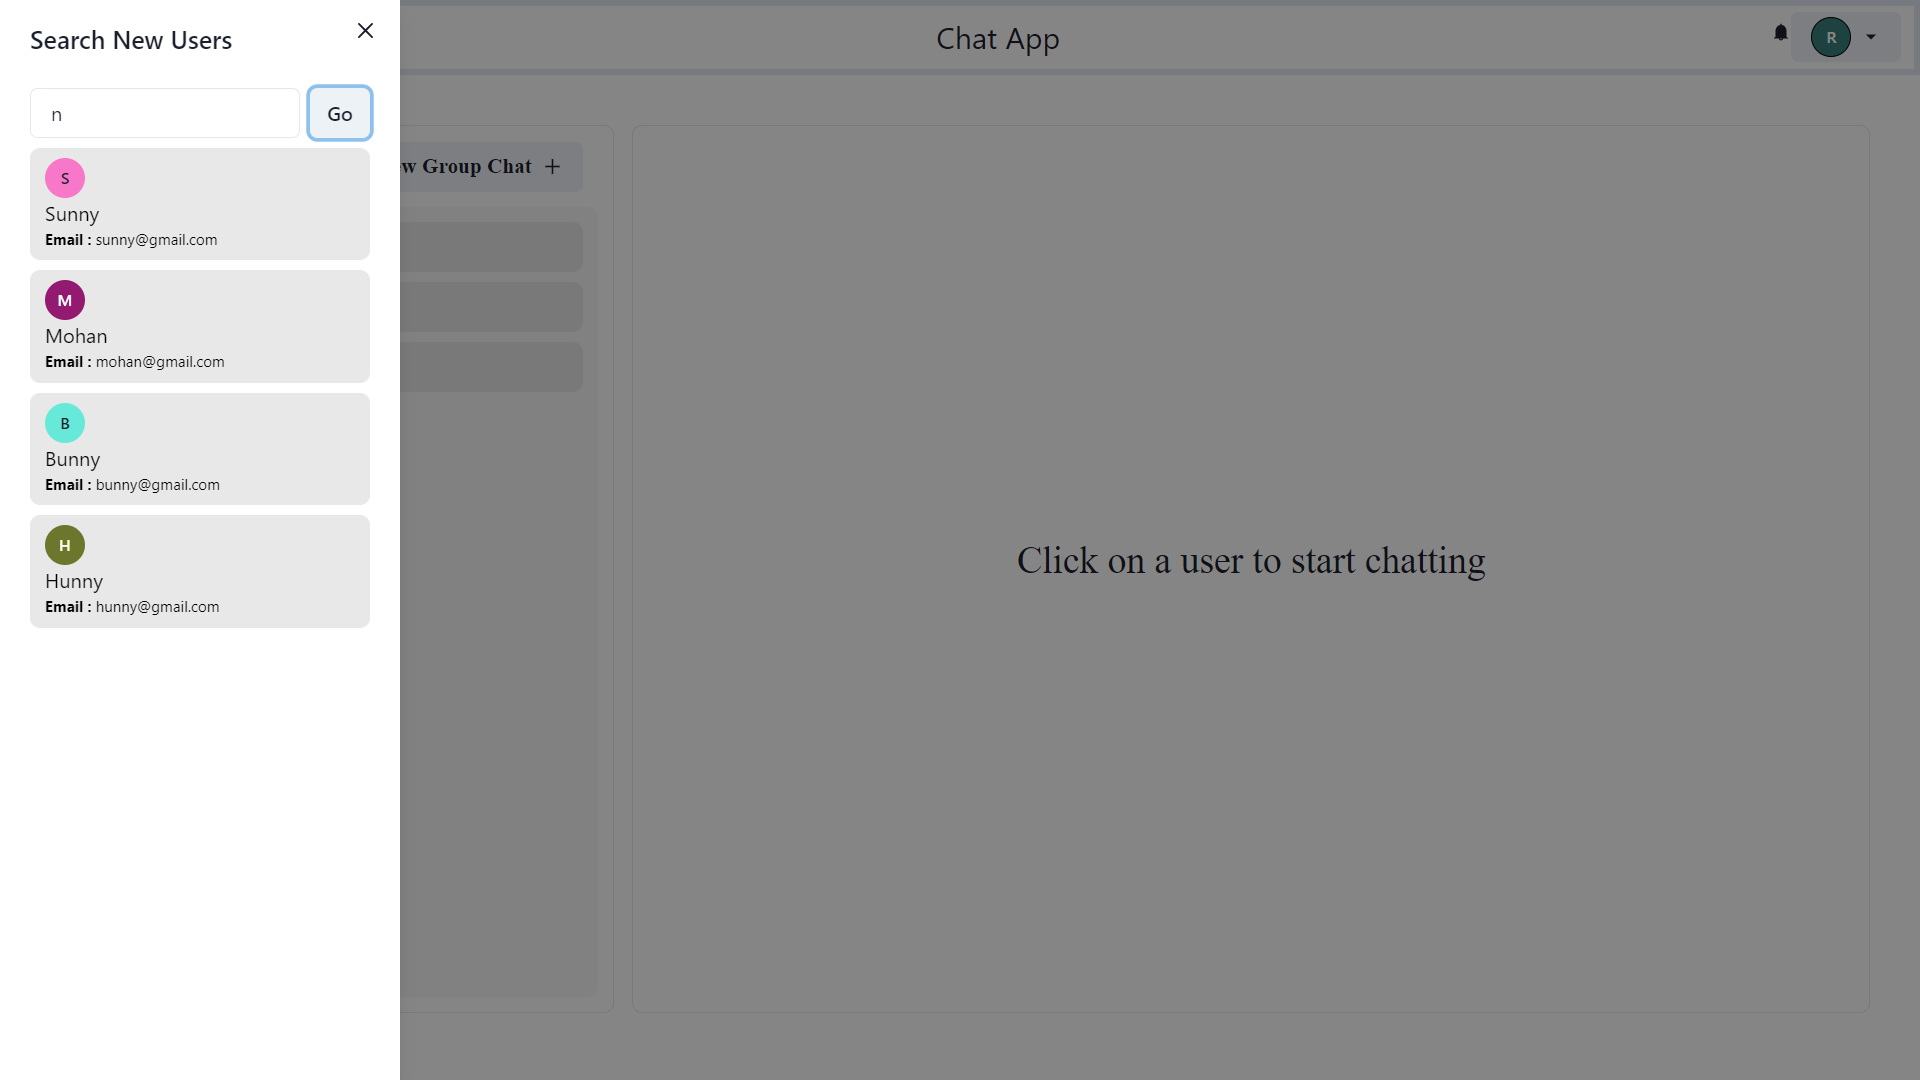 Search New Users
n
Go
S
Sunny
Email : sunny@gmail.com
M
Mohan
Email : mohan@gmail.com
B
Bunny
Email : bunny@gmail.com
H
Hunny
Email : hunny@gmail.com
Chat App
R
Group Chat +
Click on a user to start chatting